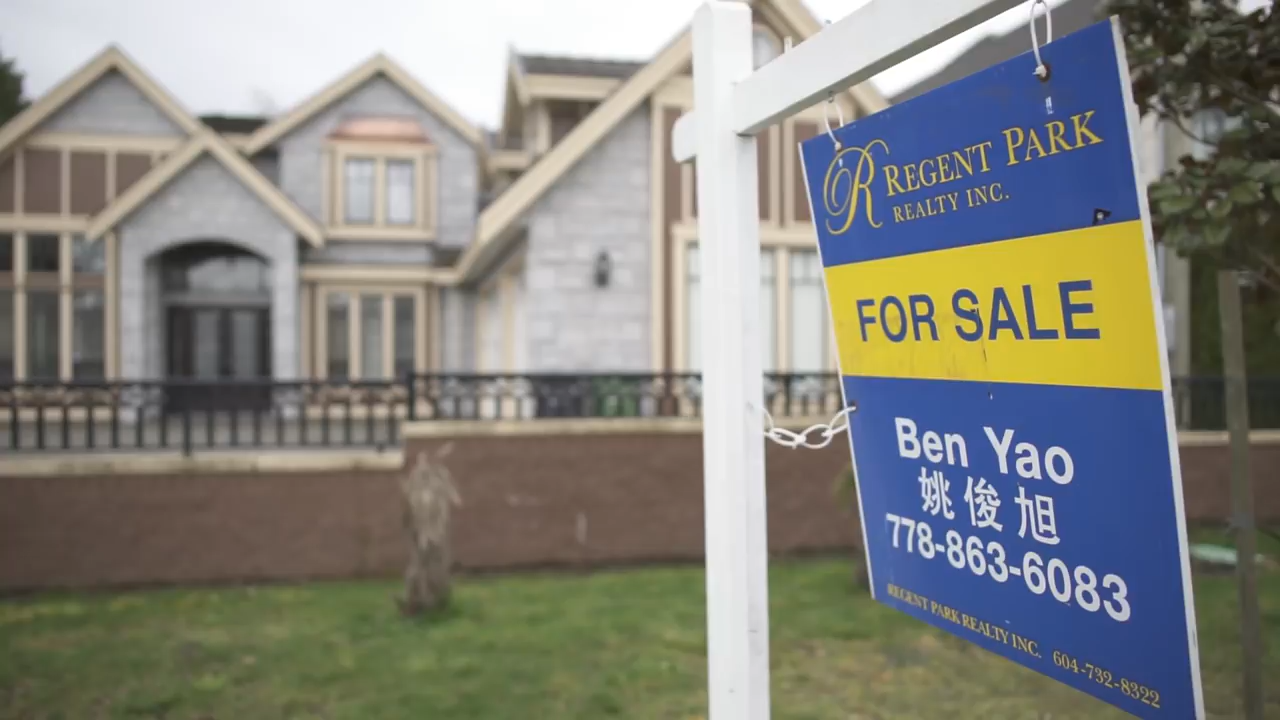 R REGENT PARK
REALTY INC.
FOR SALE
Ben Yao
姚俊旭
778-863-6083
REGENT PARK REALTY INC. 604-732-8322